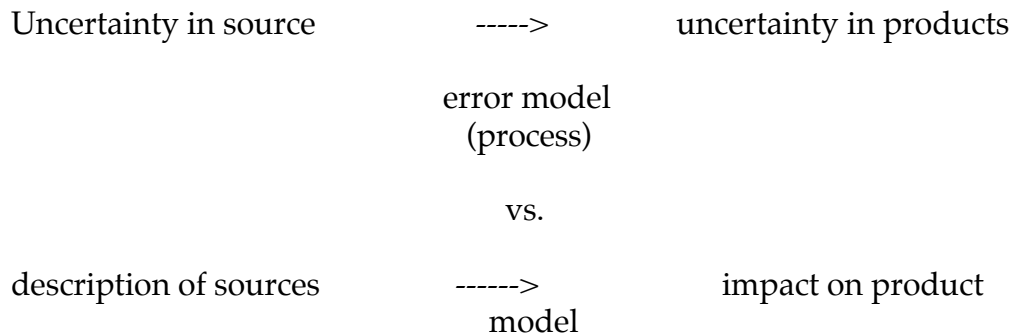 Uncertainty in source -----> uncertainty in products
error model
(process)
vs.
description of sources ------> impact on product
model